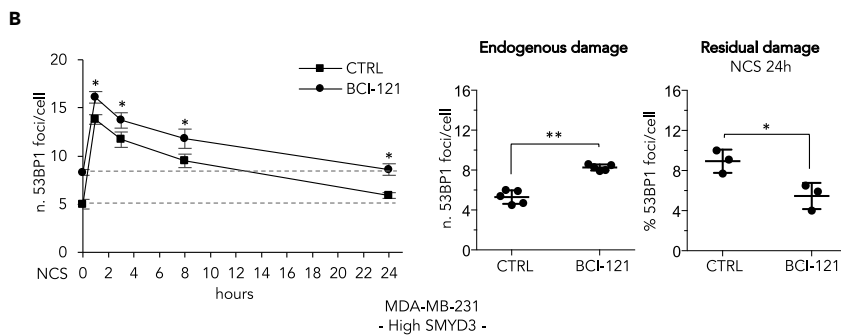 B
n. 53BP1 foci/cell
20
15
10
5
0
CTRL
BCI-121
*
*
*
*
NCS 0 2 4 6 8 10 12 14 16 18 20 22 24
hours
Endogenous damage
n. 53BP1 foci/cell
16
12
8
4
0
**
CTRL BCI-121
Residual damage
NCS 24h
% 53BP1 foci/cell
16
12
8
4
0
*
CTRL BCI-121
MDA-MB-231
- High SMYD3 -